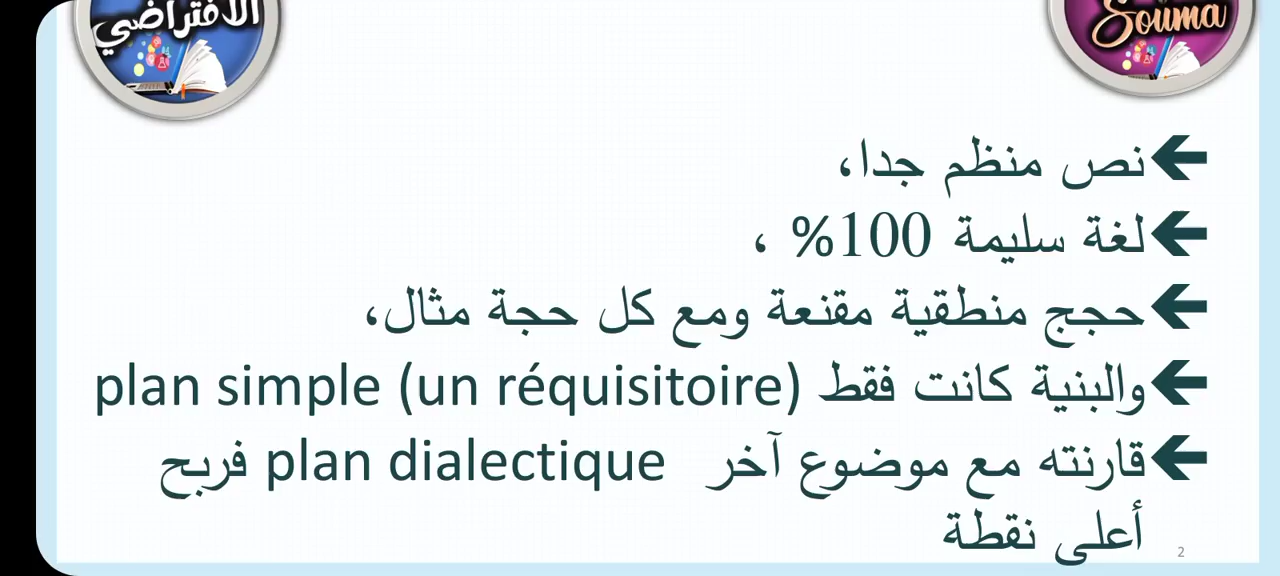 الافتراضي
Souma
نص منظم جدا،
لغة سليمة 100% ،
حجج منطقية مقنعة ومع كل حجة مثال،
والبنية كانت فقط plan simple (un réquisitoire)
قارنته مع موضوع آخر plan dialectique فربح
أعلى نقطة
2